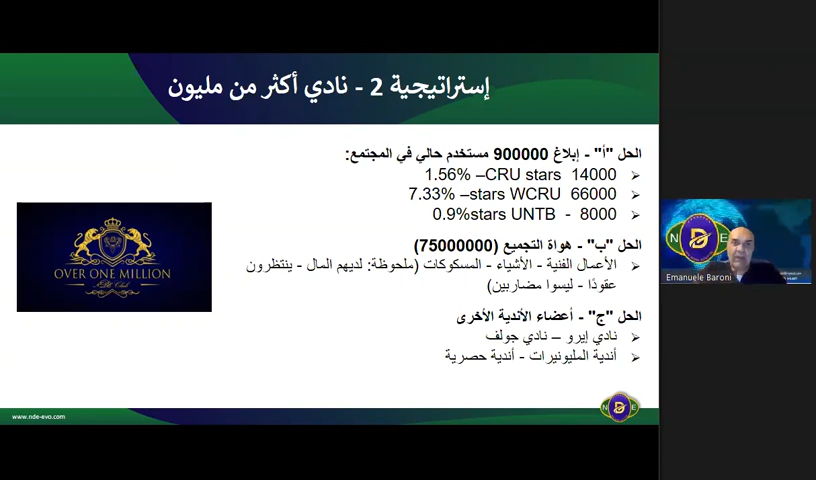 إستراتيجية 2 - نادي أكثر من مليون
الحل "أ" - إبلاغ 900000 مستخدم حالي في المجتمع:
14000 CRU stars– 1.56%
66000 stars WCRU– 7.33%
8000 - stars UNTB 0.9%
الحل "ب" - هواة التجميع (75000000)
الأعمال الفنية - الأشياء - المسكوكات (ملحوظة: لديهم المال - ينتظرون
عقودًا - ليسوا مضاربين)
الحل "ج" - أعضاء الأندية الأخرى
نادي إيرو – نادي جولف
أندية المليونيرات - أندية حصرية
OVER ONE MILLION
www.nde-evo.com
N D E
N D E
Emanuele Baroni